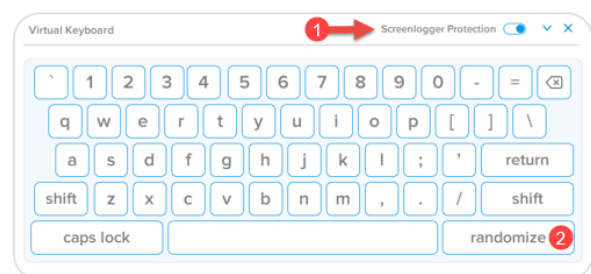 Virtual Keyboard 1 Screenlogger Protection
` 1 2 3 4 5 6 7 8 9 0 - =
q w e r t y u i o p [ ] \
a s d f g h j k l ; ' return
shift z x c v b n m , . / shift
caps lock randomize 2